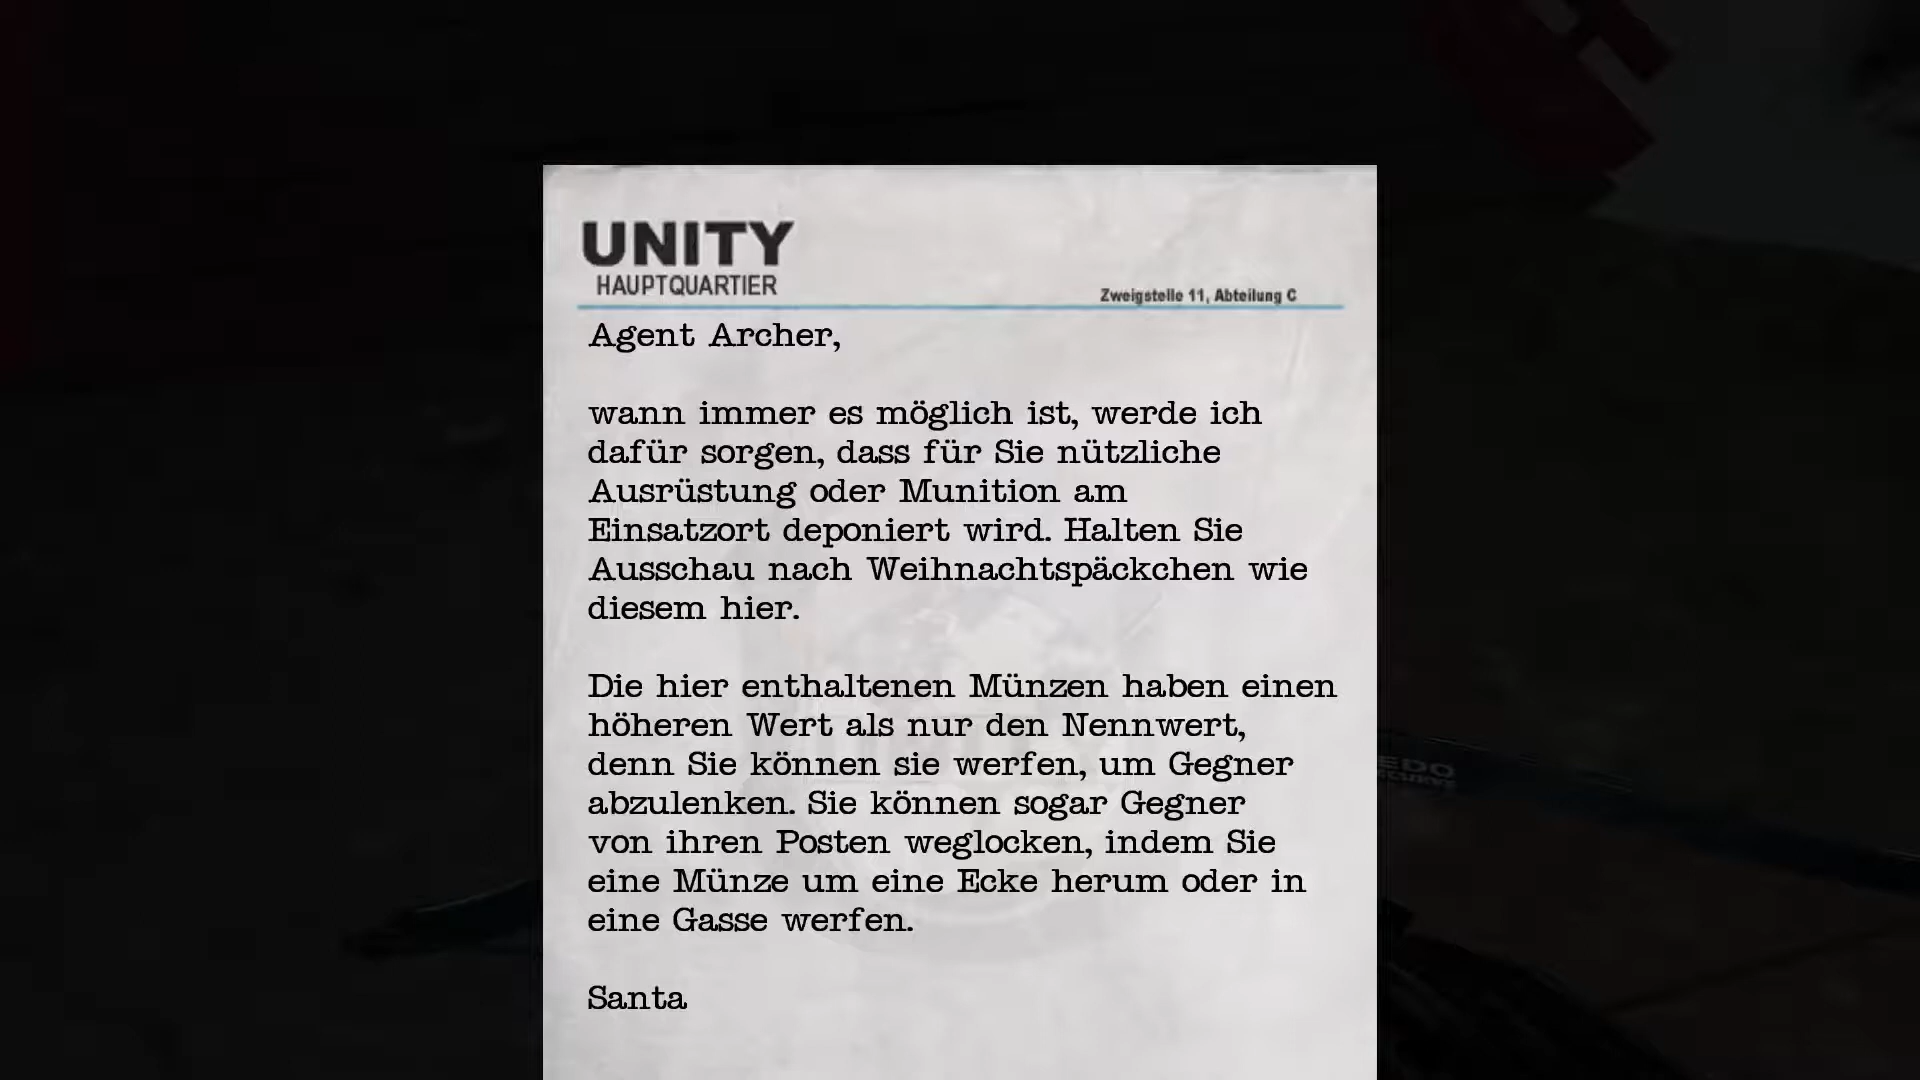 UNITY
HAUPTQUARTIER
Zweigstelle 11, Abteilung C
Agent Archer,
wann immer es möglich ist, werde ich
dafür sorgen, dass für Sie nützliche
Ausrüstung oder Munition am
Einsatzort deponiert wird. Halten Sie
Ausschau nach Weihnachtspäckchen wie
diesem hier.
Die hier enthaltenen Münzen haben einen
höheren Wert als nur den Nennwert,
denn Sie können sie werfen, um Gegner
abzulenken. Sie können sogar Gegner
von ihren Posten weglocken, indem Sie
eine Münze um eine Ecke herum oder in
eine Gasse werfen.
Santa